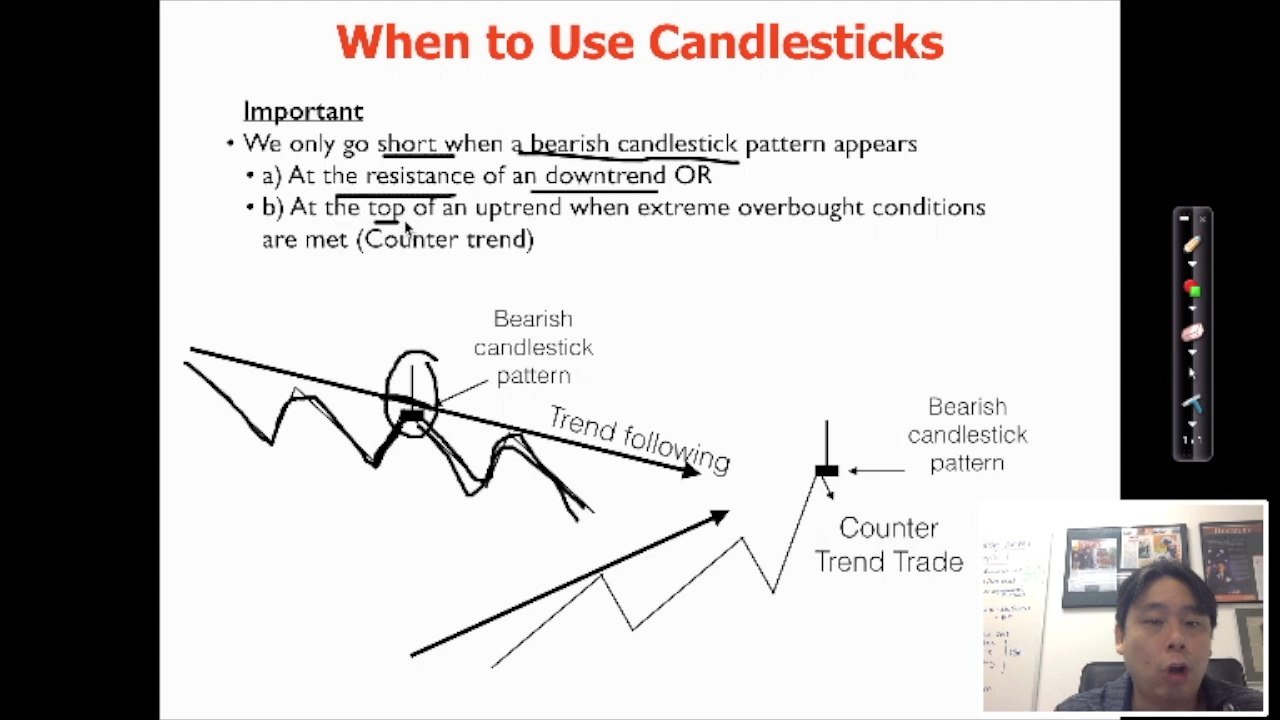 When to Use Candlesticks
Important
• We only go short when a bearish candlestick pattern appears
• a) At the resistance of an downtrend OR
• b) At the top of an uptrend when extreme overbought conditions
are met (Counter trend)
Bearish
candlestick
pattern
Trend following
Bearish
candlestick
pattern
Counter
Trend Trade